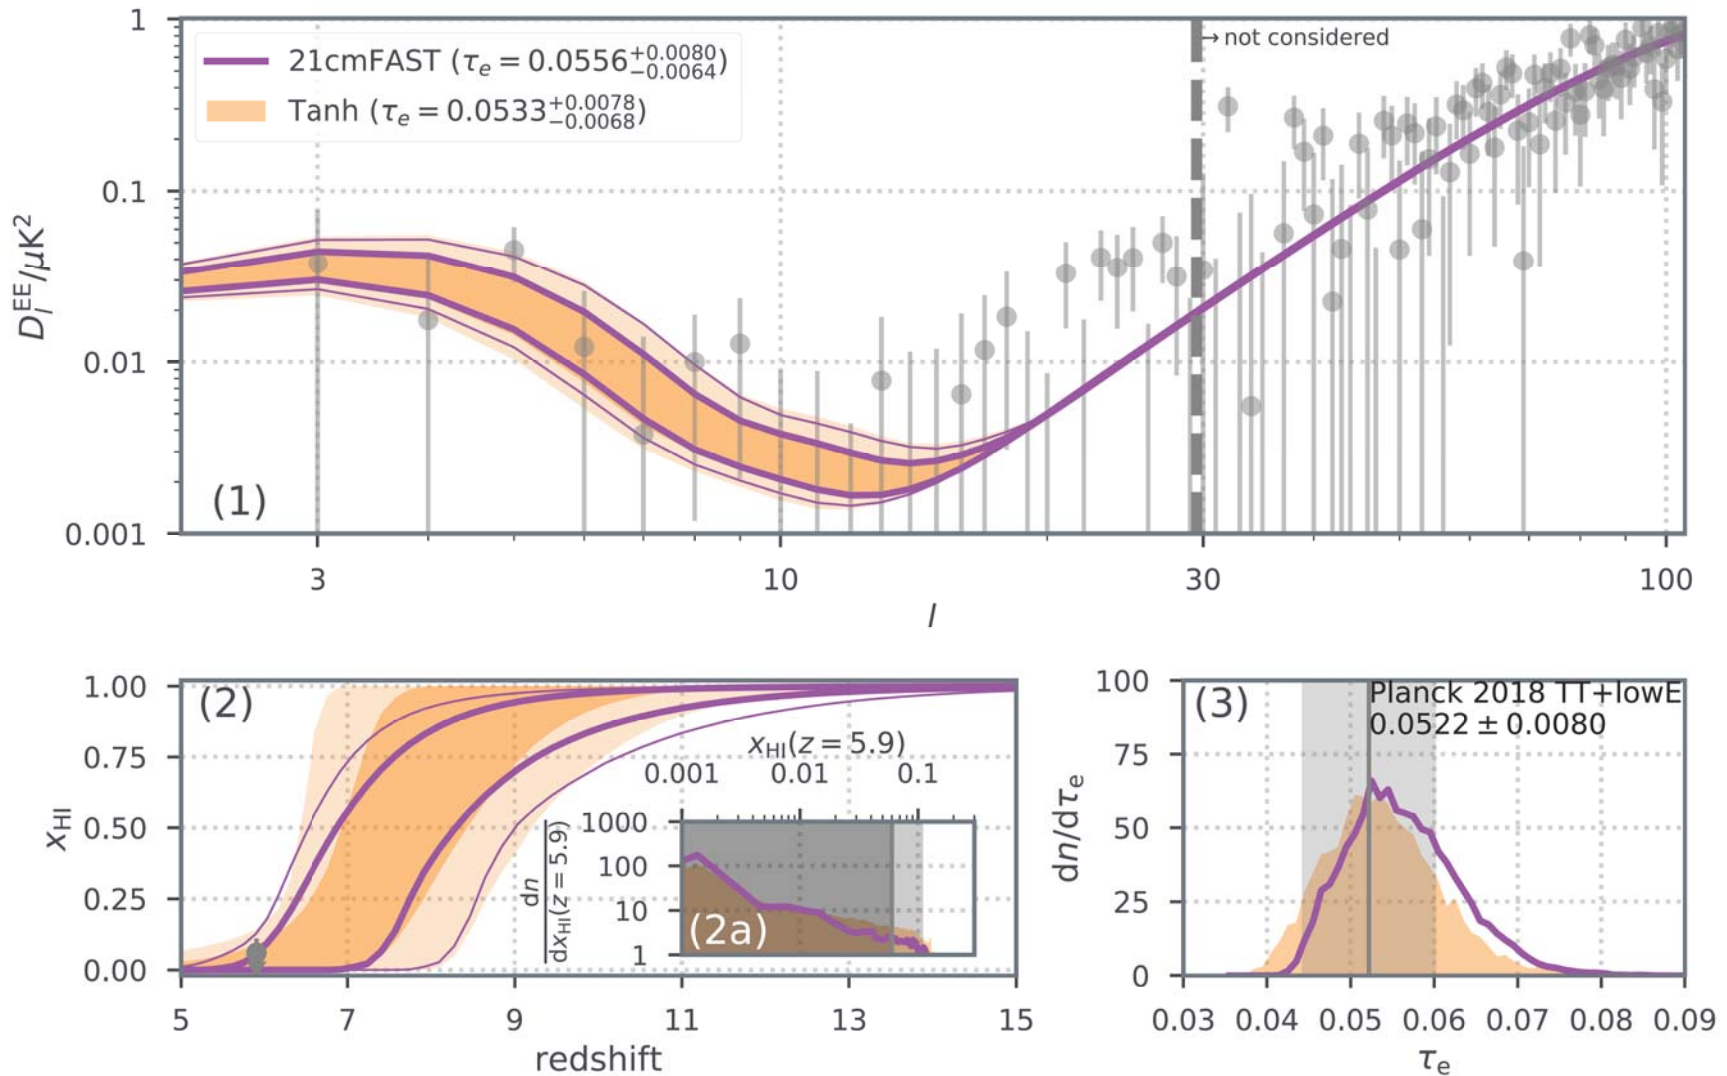 1
0.1
0.01
0.001
D_l^EE/μK²
21cmFAST (τ_e = 0.0556^{+0.0080}_{−0.0064})
Tanh (τ_e = 0.0533^{+0.0078}_{−0.0068})
→ not considered
(1)
3 10 30 100
l
1.00
0.75
0.50
0.25
0.00
x_HI
(2)
x_HI(z = 5.9)
0.001 0.01 0.1
1000
100
10
1
dn
dx_HI(z = 5.9)
(2a)
5 7 9 11 13 15
redshift
100
75
50
25
0
dn/dτ_e
(3)
Planck 2018 TT+lowE
0.0522 ± 0.0080
0.03 0.04 0.05 0.06 0.07 0.08 0.09
τ_e